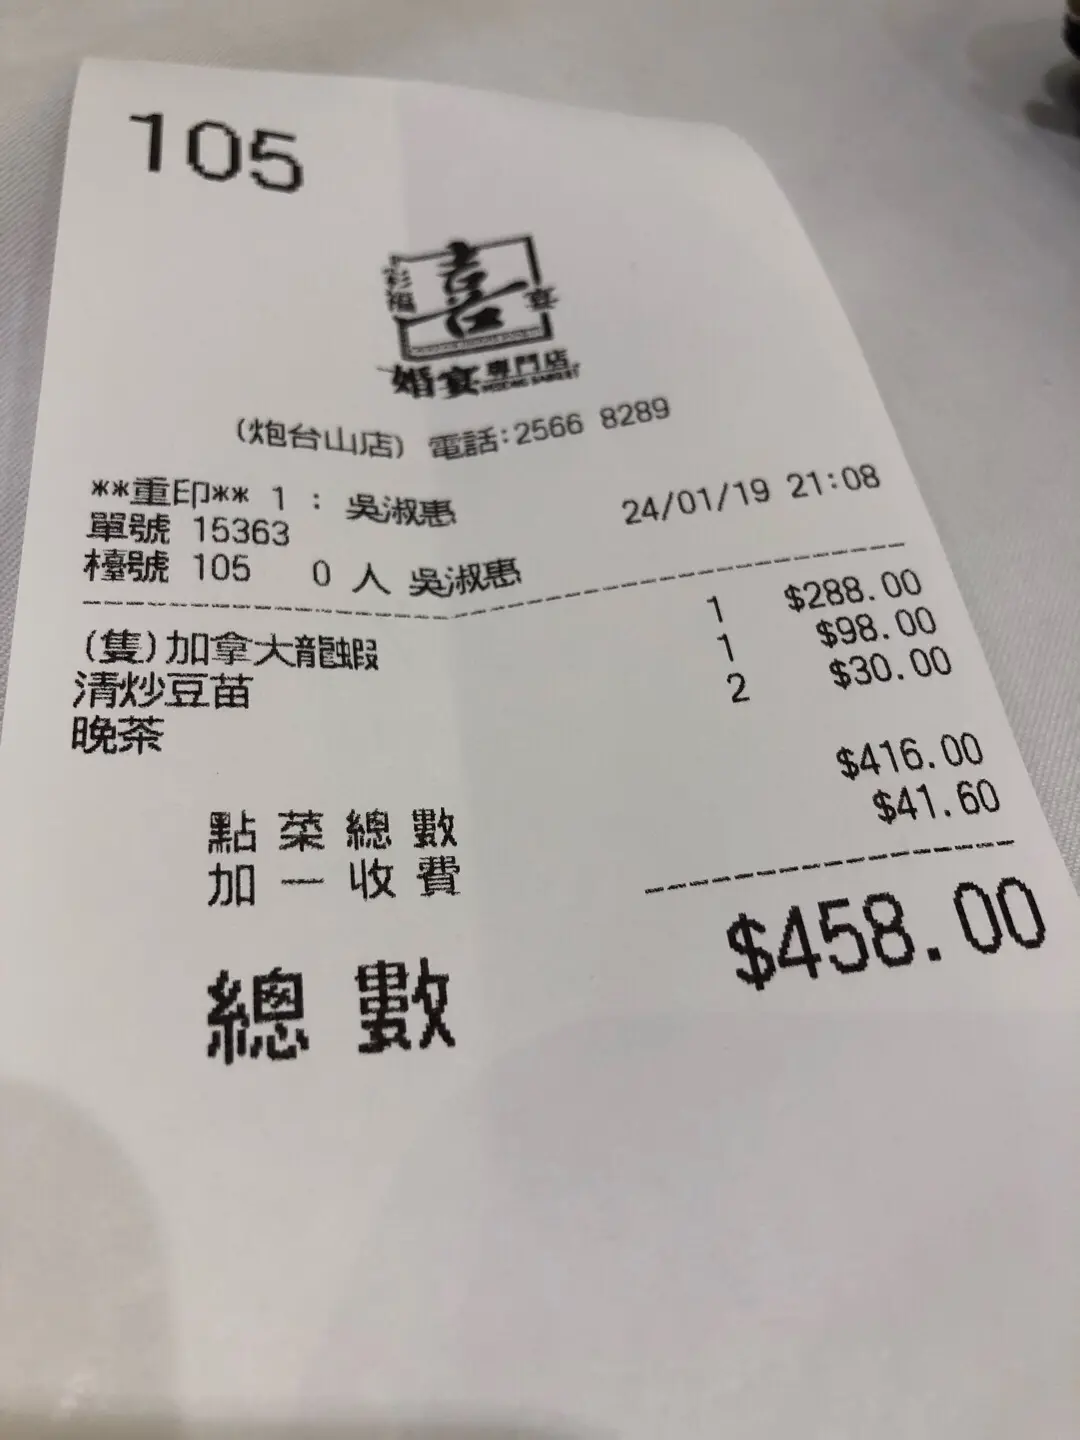 105
彩福 喜 宴
婚宴專門店
(炮台山店) 電話:2566 8289
**重印** 1 : 吳淑惠 24/01/19 21:08
單號 15363
檯號 105 0 人 吳淑惠
(隻)加拿大龍蝦 1 $288.00
清炒豆苗 1 $98.00
晚茶 2 $30.00
點菜總數 $416.00
加一收費 $41.60
總數 $458.00